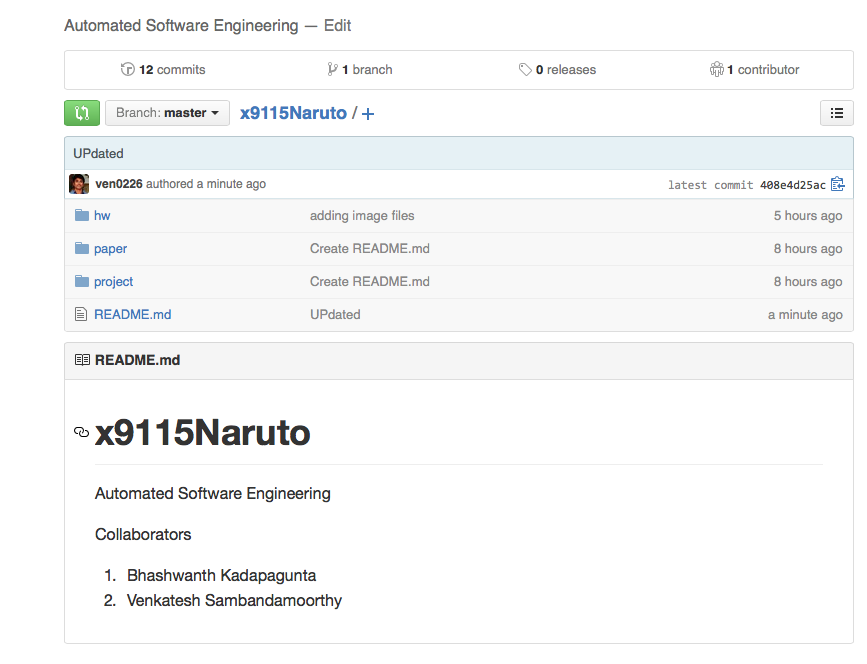 Automated Software Engineering — Edit
12 commits 1 branch 0 releases 1 contributor
Branch: master x9115Naruto / +
UPdated
ven0226 authored a minute ago latest commit 408e4d25ac
hw adding image files 5 hours ago
paper Create README.md 8 hours ago
project Create README.md 8 hours ago
README.md UPdated a minute ago
README.md
x9115Naruto
Automated Software Engineering
Collaborators
1. Bhashwanth Kadapagunta
2. Venkatesh Sambandamoorthy